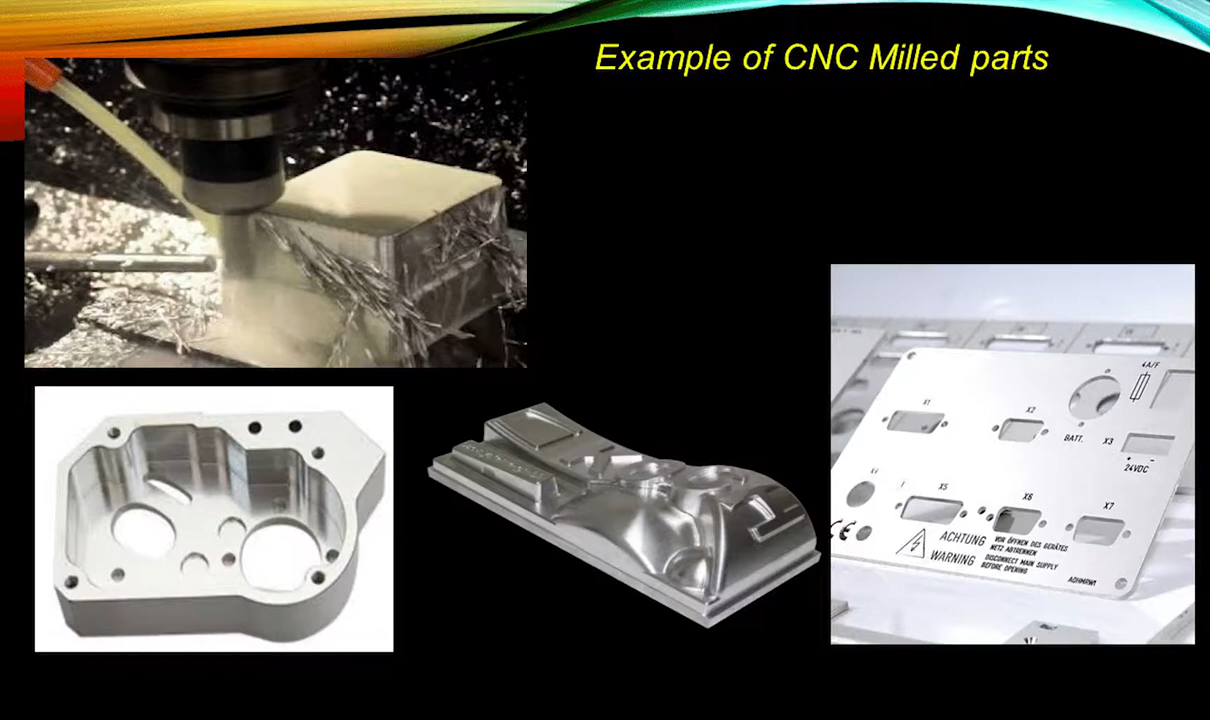 Example of CNC Milled parts
4A/F
X1
X2
BATT.
X3
+ -
24VDC
X5
X6
X7
CE
ACHTUNG
VOR ÖFFNEN DES GERÄTES
NETZ ABTRENNEN
WARNING
DISCONNECT MAIN SUPPLY
BEFORE OPENING